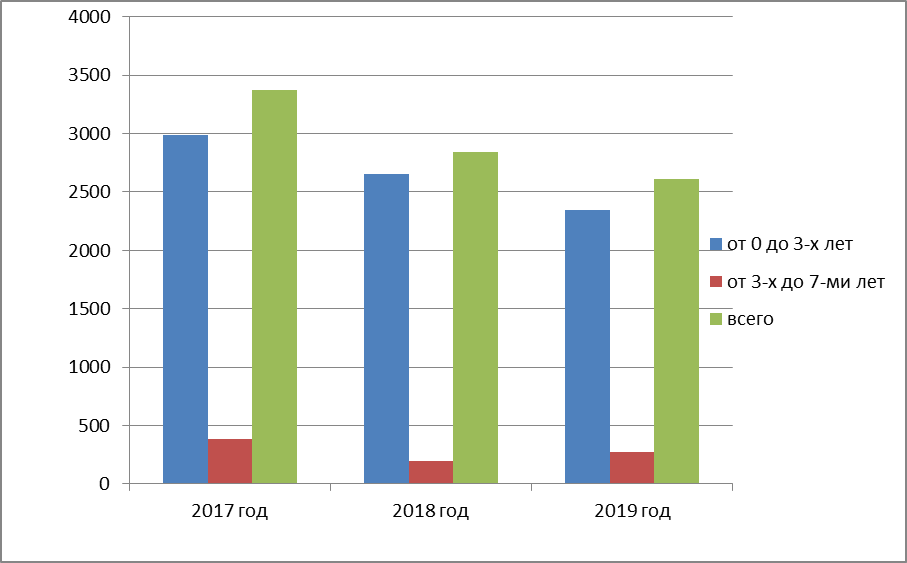 4000
3500
3000
2500
2000
1500
1000
500
0
2017 год
2018 год
2019 год
от 0 до 3-х лет
от 3-х до 7-ми лет
всего